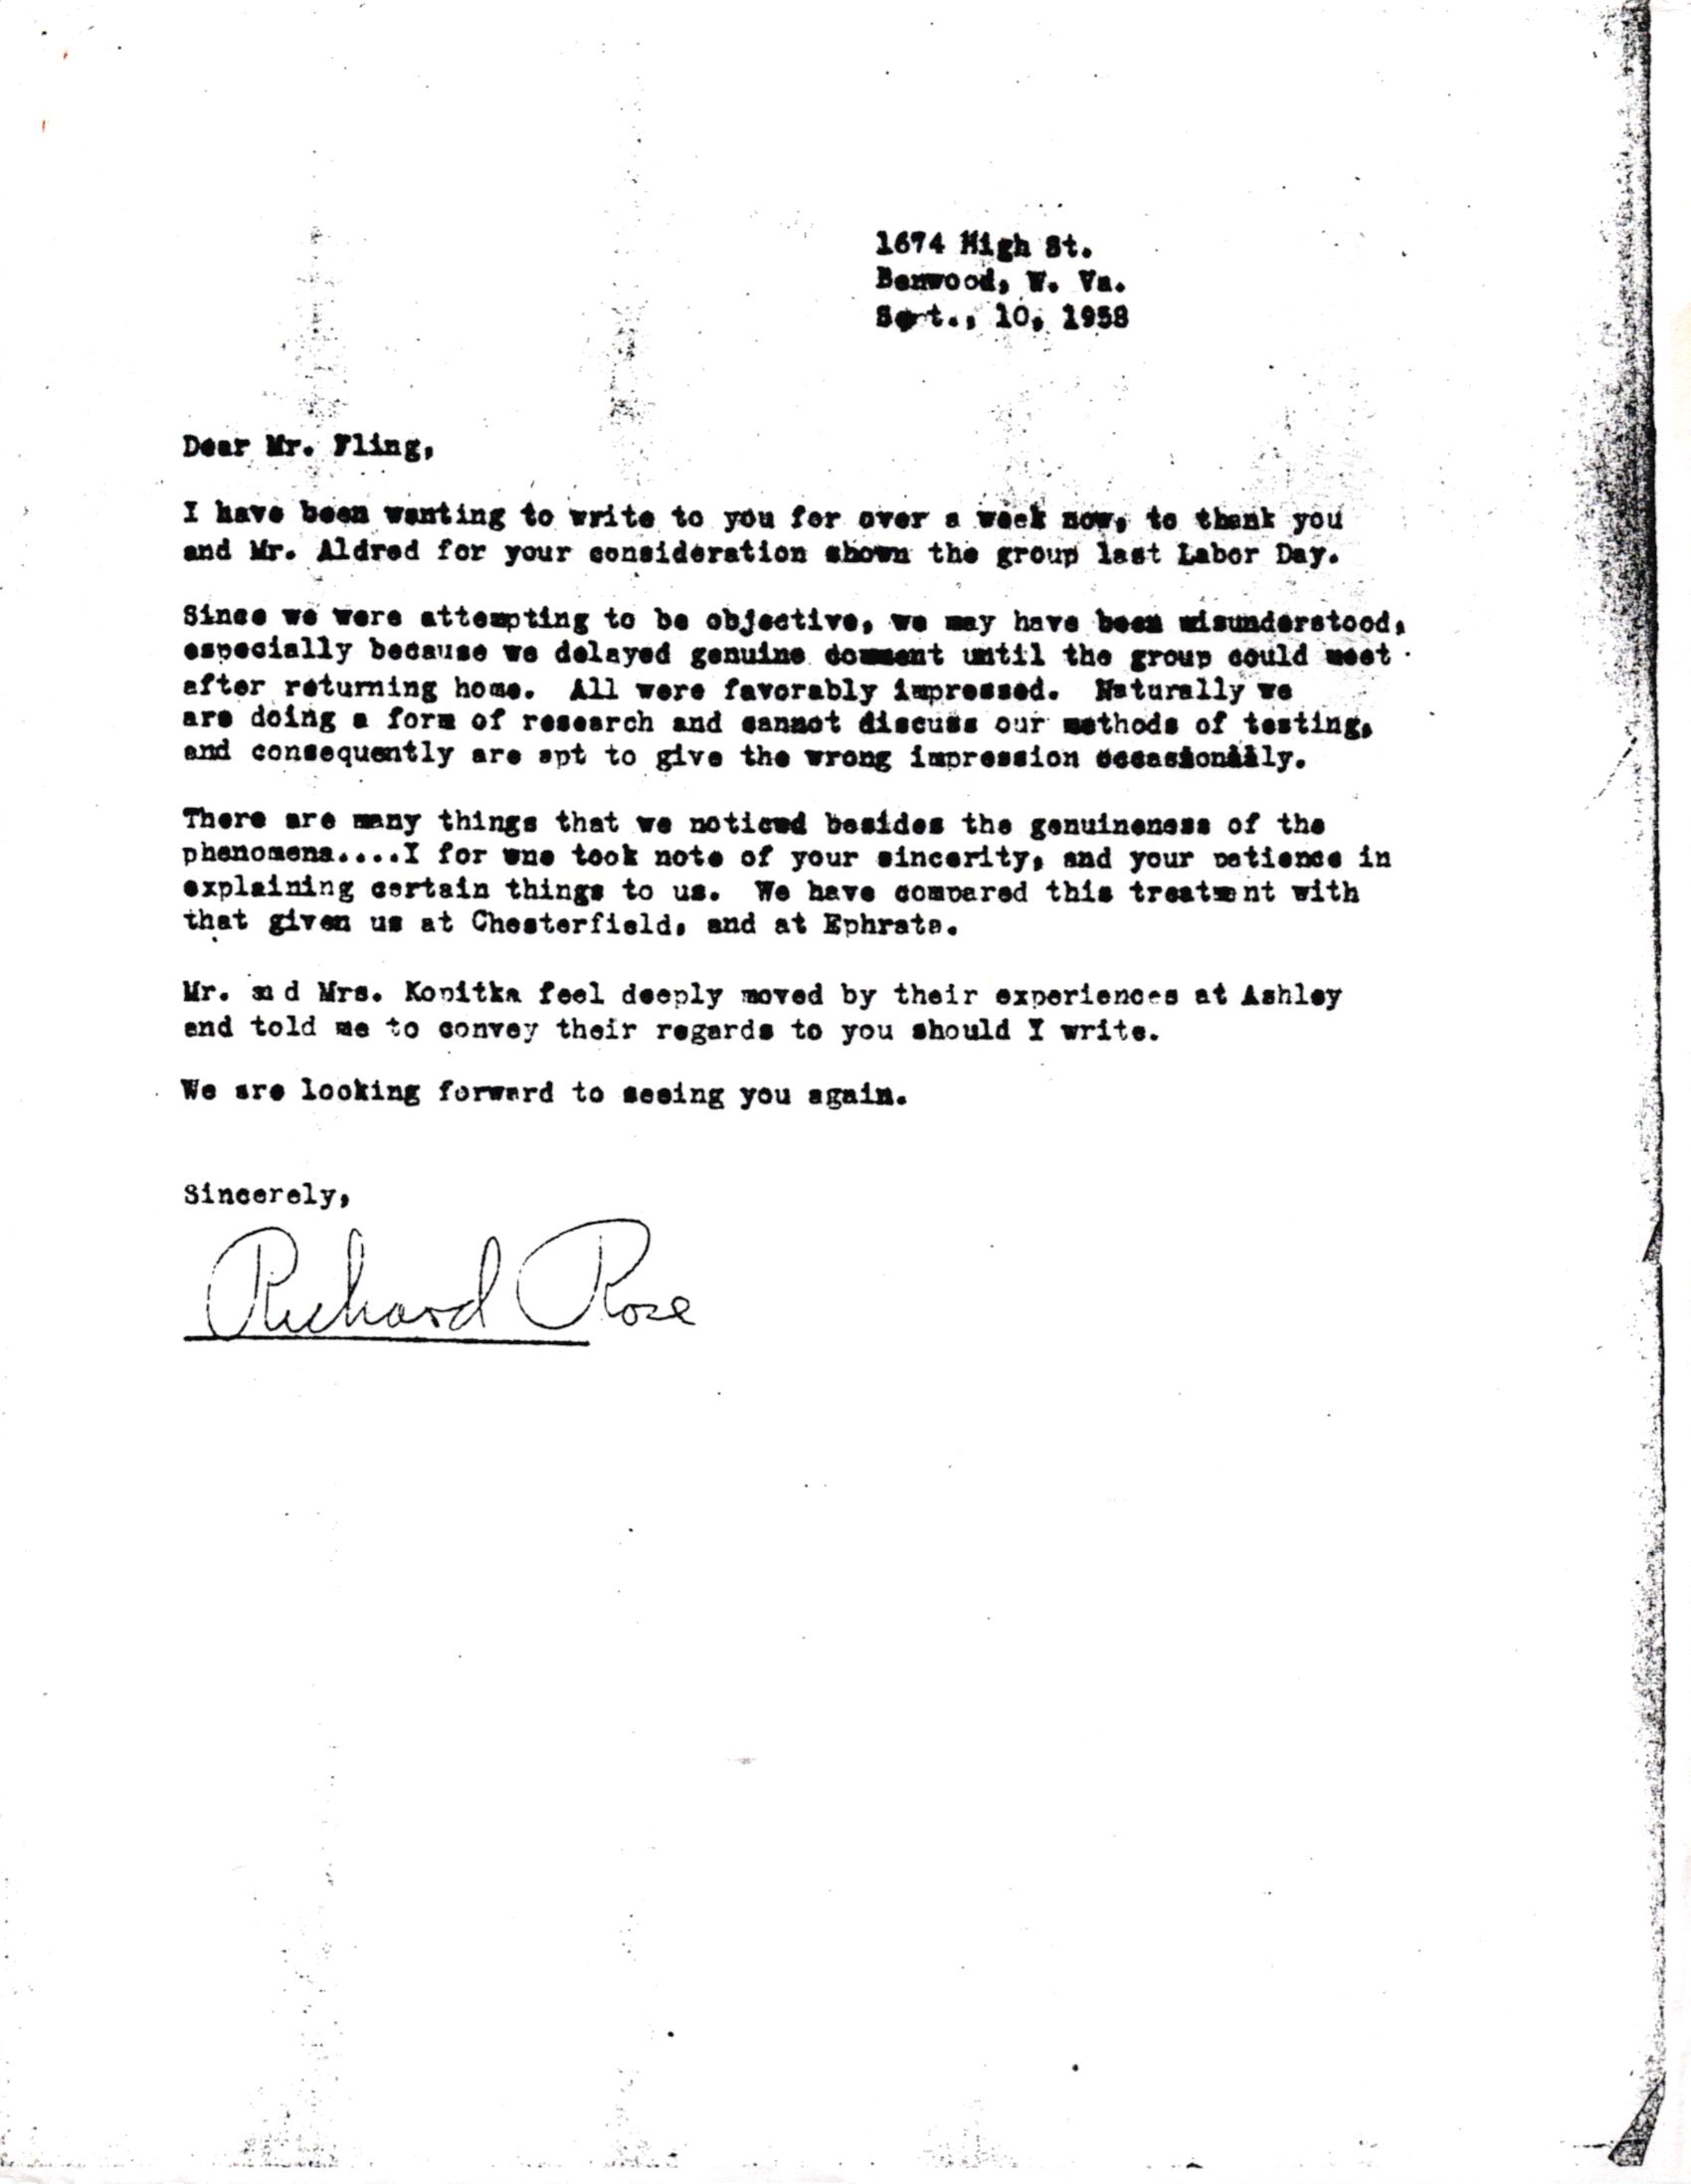 1674 High St.
Benwood, W. Va.
Sept., 10, 1958
Dear Mr. Fling,
I have been wanting to write to you for over a week now, to thank you
and Mr. Aldred for your consideration shown the group last Labor Day.
Since we were attempting to be objective, we may have been misunderstood,
especially because we delayed genuine comment until the group could meet
after returning home. All were favorably impressed. Naturally we
are doing a form of research and cannot discuss our methods of testing,
and consequently are apt to give the wrong impression occasionally.
There are many things that we noticed besides the genuineness of the
phenomena....I for one took note of your sincerity, and your patience in
explaining certain things to us. We have compared this treatment with
that given us at Chesterfield, and at Ephrata.
Mr. and Mrs. Kopitka feel deeply moved by their experiences at Ashley
and told me to convey their regards to you should I write.
We are looking forward to seeing you again.
Sincerely,
Richard Rose